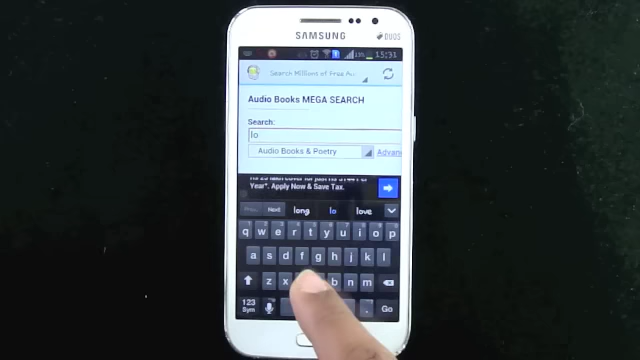 SAMSUNG
DUOS
15:31
Search Millions of Free Au
Audio Books MEGA SEARCH
Search:
lo
Audio Books & Poetry
Advan
Year*. Apply Now & Save Tax.
Next
long lo love
q w e r t y u i o p
a s d f g h j k l
z x b n m
123
Sym
Go